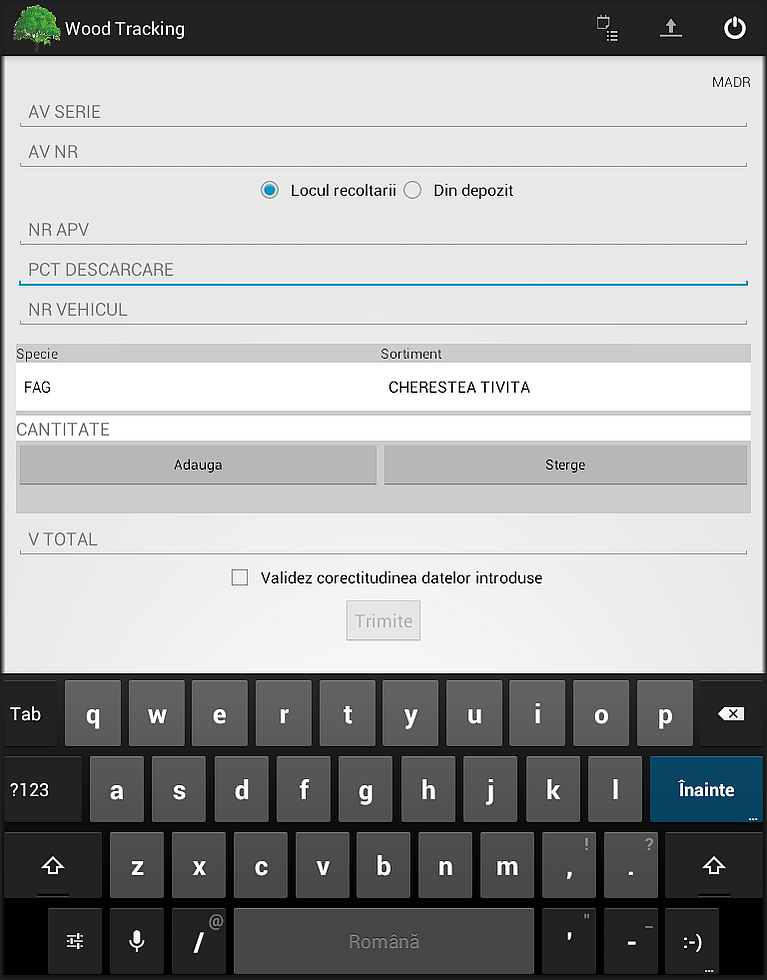 Wood Tracking
MADR
AV SERIE
AV NR
Locul recoltarii Din depozit
NR APV
PCT DESCARCARE
NR VEHICUL
Specie Sortiment
FAG CHERESTEA TIVITA
CANTITATE
Adauga Sterge
V TOTAL
Validez corectitudinea datelor introduse
Trimite
Tab q w e r t y u i o p
?123 a s d f g h j k l Înainte ...
z x c v b n m , ! . ?
/ @ Română ' " - _ :-) ...